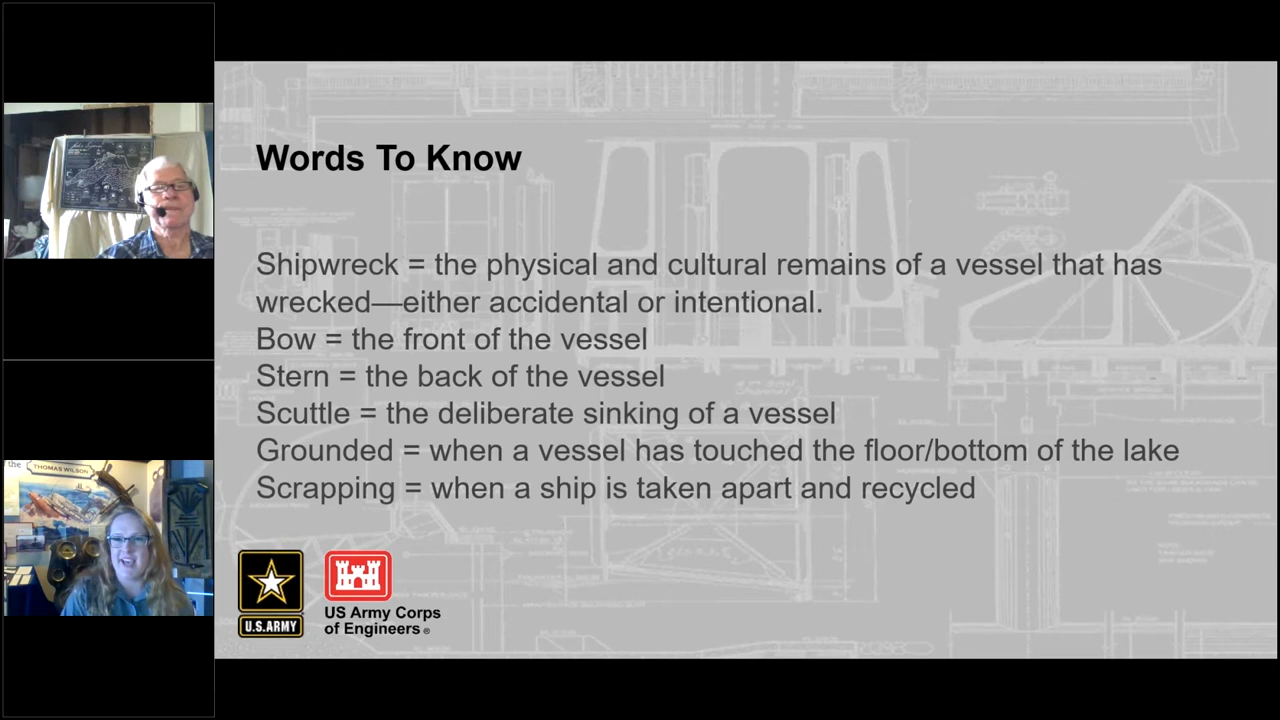 Words To Know
Shipwreck = the physical and cultural remains of a vessel that has
wrecked—either accidental or intentional.
Bow = the front of the vessel
Stern = the back of the vessel
Scuttle = the deliberate sinking of a vessel
Grounded = when a vessel has touched the floor/bottom of the lake
Scrapping = when a ship is taken apart and recycled
U.S.ARMY
US Army Corps
of Engineers ®
of the
THOMAS WILSON